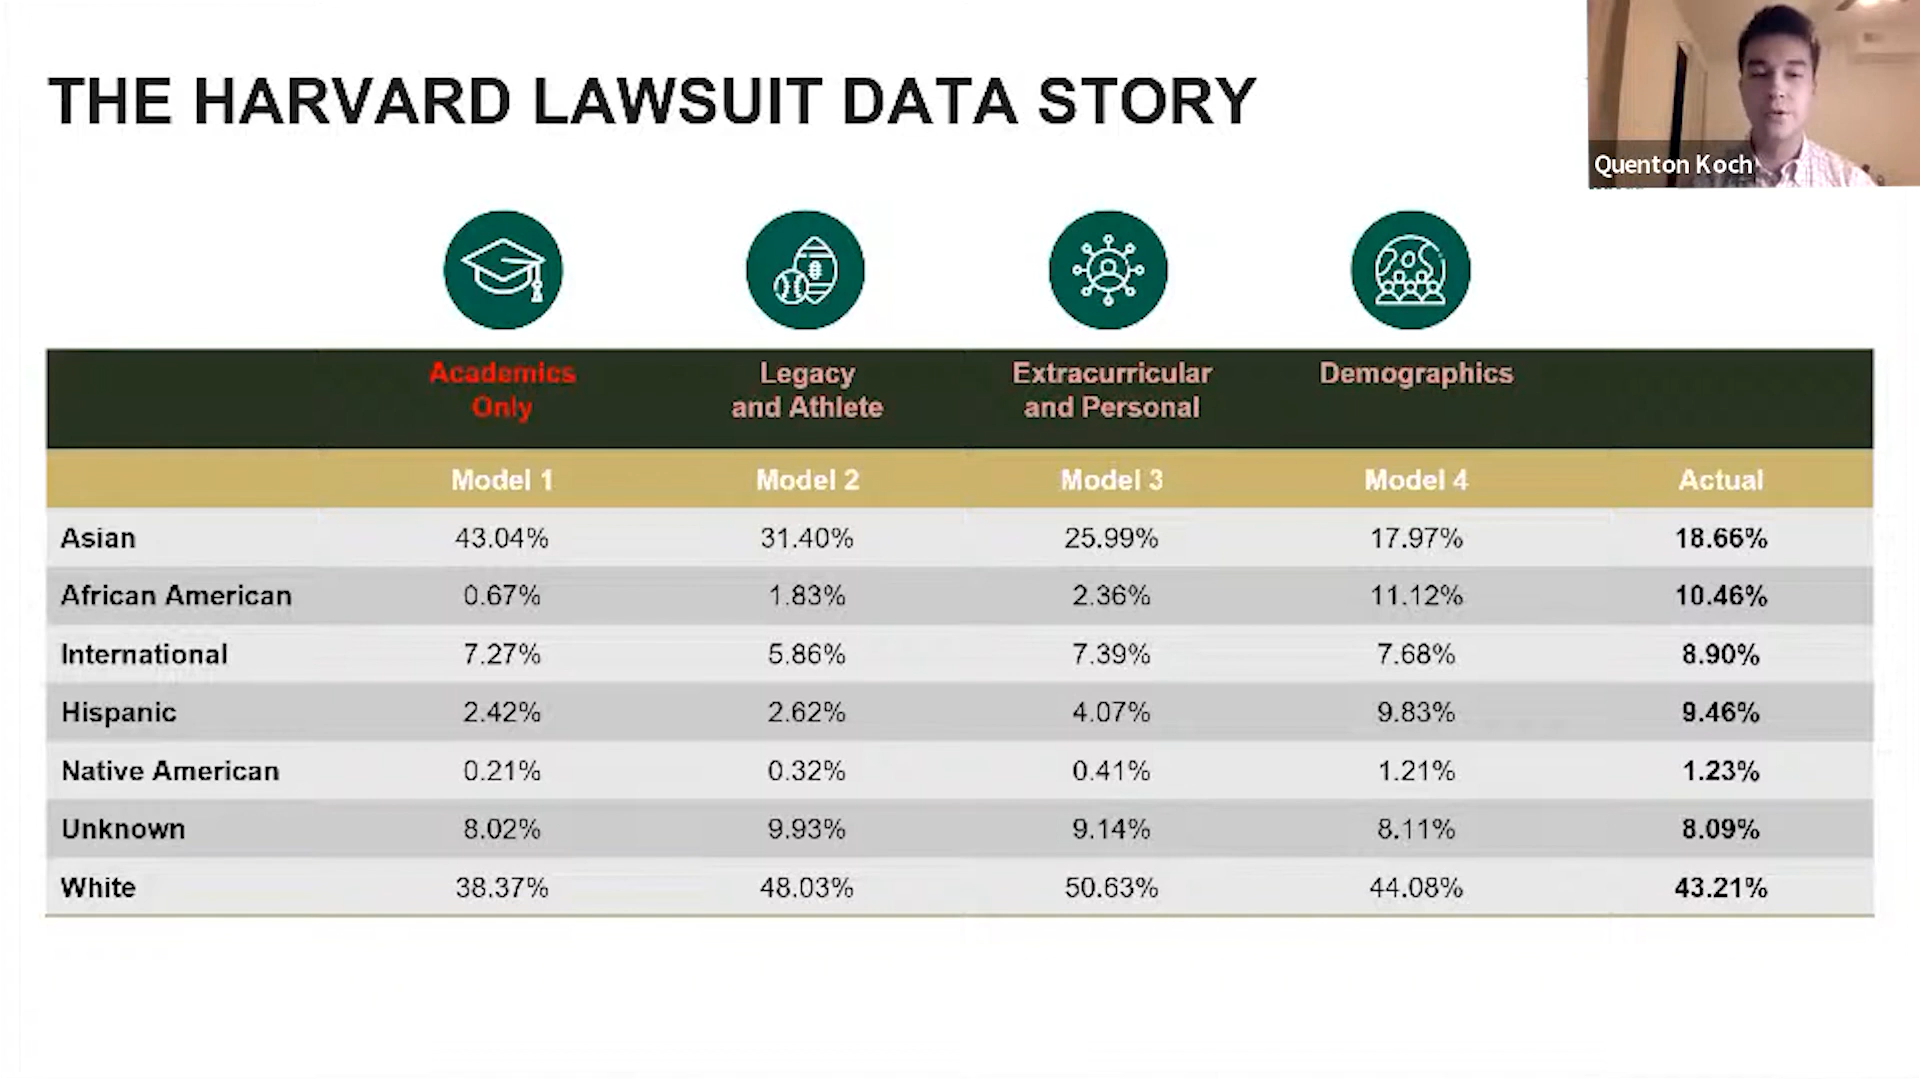 THE HARVARD LAWSUIT DATA STORY
Quenton Koch
Academics Only
Legacy and Athlete
Extracurricular and Personal
Demographics
Model 1 Model 2 Model 3 Model 4 Actual
Asian 43.04% 31.40% 25.99% 17.97% 18.66%
African American 0.67% 1.83% 2.36% 11.12% 10.46%
International 7.27% 5.86% 7.39% 7.68% 8.90%
Hispanic 2.42% 2.62% 4.07% 9.83% 9.46%
Native American 0.21% 0.32% 0.41% 1.21% 1.23%
Unknown 8.02% 9.93% 9.14% 8.11% 8.09%
White 38.37% 48.03% 50.63% 44.08% 43.21%